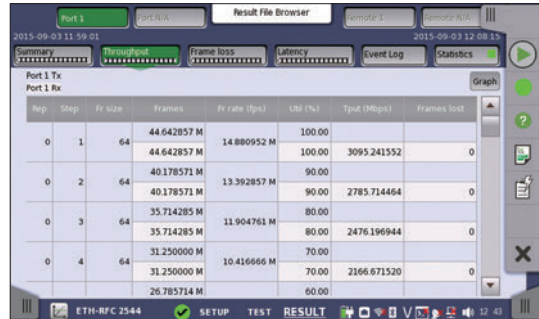 Port 1 Port N/A Result File Browser Remote 1 Remote N/A
2015-09-03 11 59 01 2015-09-03 12 08:15
Summary Throughput Frame loss Latency Event Log Statistics
Port 1 Tx
Port 1 Rx
Graph
Rep Step Fr size Frames Fr rate (fps) Util (%) Tput (Mbps) Frames lost
44.642857 M 100.00
0 1 64 14.880952 M
44.642857 M 100.00 3095.241552 0
40.178571 M 90.00
0 2 64 13.392857 M
40.178571 M 90.00 2785.714464 0
35.714285 M 80.00
0 3 64 11.904761 M
35.714285 M 80.00 2476.196944 0
31.250000 M 70.00
0 4 64 10.416666 M
31.250000 M 70.00 2166.671520 0
26.785714 M 60.00
ETH-RFC 2544 SETUP TEST RESULT 12 43